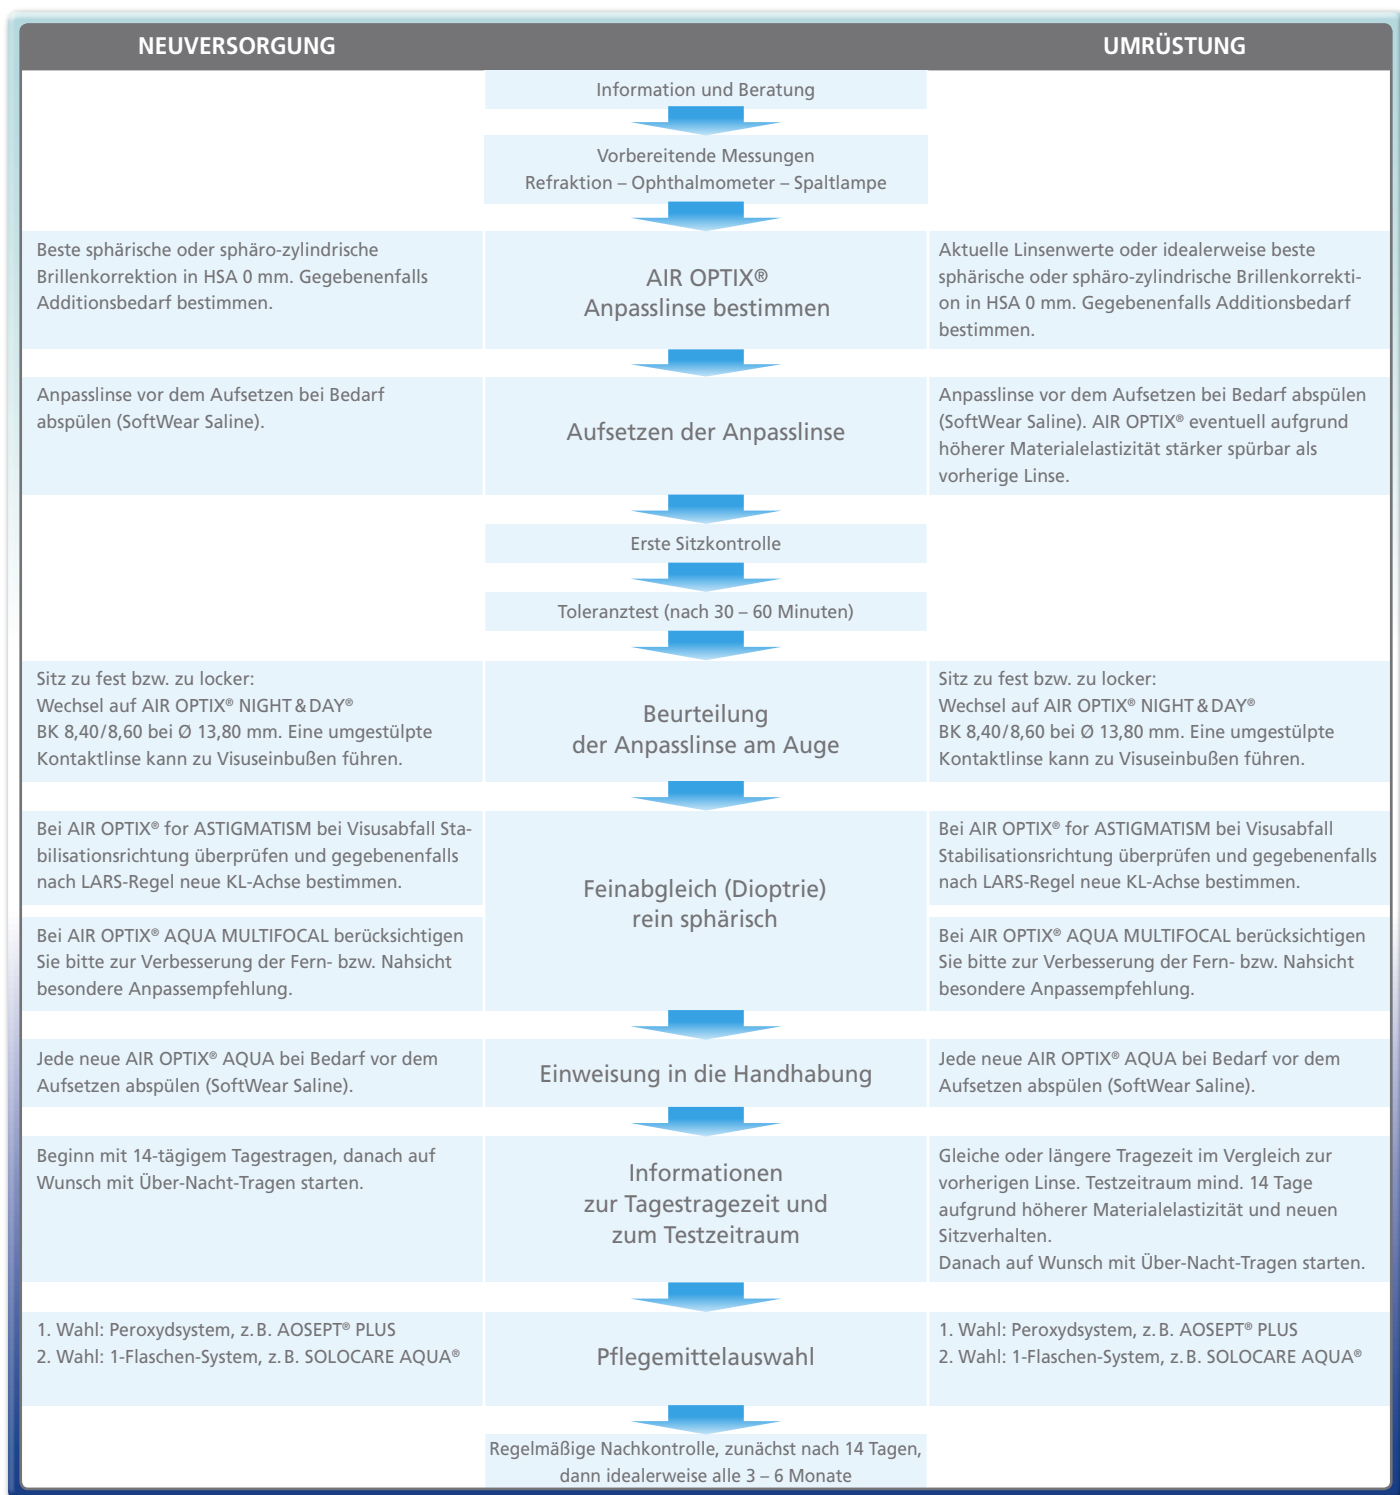 NEUVERSORGUNG
UMRÜSTUNG
Information und Beratung
Vorbereitende Messungen
Refraktion – Ophthalmometer – Spaltlampe
Beste sphärische oder sphäro-zylindrische
Brillenkorrektion in HSA 0 mm. Gegebenenfalls
Additionsbedarf bestimmen.
AIR OPTIX®
Anpasslinse bestimmen
Aktuelle Linsenwerte oder idealerweise beste
sphärische oder sphäro-zylindrische Brillenkorrekti-
on in HSA 0 mm. Gegebenenfalls Additionsbedarf
bestimmen.
Anpasslinse vor dem Aufsetzen bei Bedarf
abspülen (SoftWear Saline).
Aufsetzen der Anpasslinse
Anpasslinse vor dem Aufsetzen bei Bedarf abspülen
(SoftWear Saline). AIR OPTIX® eventuell aufgrund
höherer Materialelastizität stärker spürbar als
vorherige Linse.
Erste Sitzkontrolle
Toleranztest (nach 30 – 60 Minuten)
Sitz zu fest bzw. zu locker:
Wechsel auf AIR OPTIX® NIGHT & DAY®
BK 8,40/8,60 bei Ø 13,80 mm. Eine umgestülpte
Kontaktlinse kann zu Visuseinbußen führen.
Beurteilung
der Anpasslinse am Auge
Sitz zu fest bzw. zu locker:
Wechsel auf AIR OPTIX® NIGHT & DAY®
BK 8,40/8,60 bei Ø 13,80 mm. Eine umgestülpte
Kontaktlinse kann zu Visuseinbußen führen.
Bei AIR OPTIX® for ASTIGMATISM bei Visusabfall Sta-
bilisationsrichtung überprüfen und gegebenenfalls
nach LARS-Regel neue KL-Achse bestimmen.
Bei AIR OPTIX® AQUA MULTIFOCAL berücksichtigen
Sie bitte zur Verbesserung der Fern- bzw. Nahsicht
besondere Anpassempfehlung.
Feinabgleich (Dioptrie)
rein sphärisch
Bei AIR OPTIX® for ASTIGMATISM bei Visusabfall
Stabilisationsrichtung überprüfen und gegebenenfalls
nach LARS-Regel neue KL-Achse bestimmen.
Bei AIR OPTIX® AQUA MULTIFOCAL berücksichtigen
Sie bitte zur Verbesserung der Fern- bzw. Nahsicht
besondere Anpassempfehlung.
Jede neue AIR OPTIX® AQUA bei Bedarf vor dem
Aufsetzen abspülen (SoftWear Saline).
Einweisung in die Handhabung
Jede neue AIR OPTIX® AQUA bei Bedarf vor dem
Aufsetzen abspülen (SoftWear Saline).
Beginn mit 14-tägigem Tagestragen, danach auf
Wunsch mit Über-Nacht-Tragen starten.
Informationen
zur Tagestragezeit und
zum Testzeitraum
Gleiche oder längere Tragezeit im Vergleich zur
vorherigen Linse. Testzeitraum mind. 14 Tage
aufgrund höherer Materialelastizität und neuen
Sitzverhalten.
Danach auf Wunsch mit Über-Nacht-Tragen starten.
1. Wahl: Peroxydsystem, z. B. AOSEPT® PLUS
2. Wahl: 1-Flaschen-System, z. B. SOLOCARE AQUA®
Pflegemittelauswahl
1. Wahl: Peroxydsystem, z. B. AOSEPT® PLUS
2. Wahl: 1-Flaschen-System, z. B. SOLOCARE AQUA®
Regelmäßige Nachkontrolle, zunächst nach 14 Tagen,
dann idealerweise alle 3 – 6 Monate